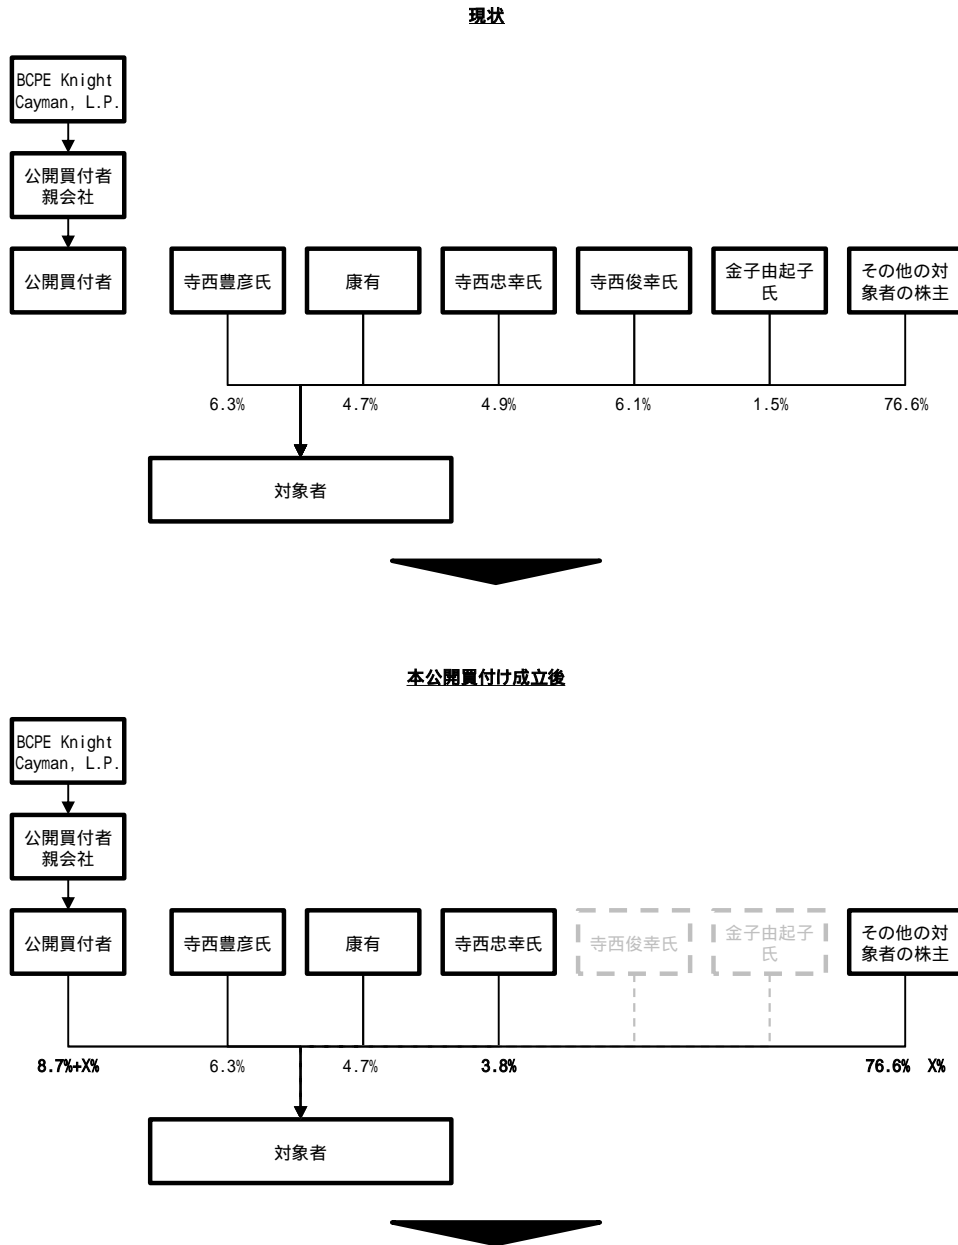 現状
BCPE Knight
Cayman, L.P.
公開買付者
親会社
公開買付者
寺西豊彦氏
康有
寺西忠幸氏
寺西俊幸氏
金子由起子
氏
その他の対
象者の株主
6.3%
4.7%
4.9%
6.1%
1.5%
76.6%
対象者
本公開買付け成立後
BCPE Knight
Cayman, L.P.
公開買付者
親会社
公開買付者
寺西豊彦氏
康有
寺西忠幸氏
寺西俊幸氏
金子由起子
氏
その他の対
象者の株主
8.7%+X%
6.3%
4.7%
3.8%
76.6% X%
対象者